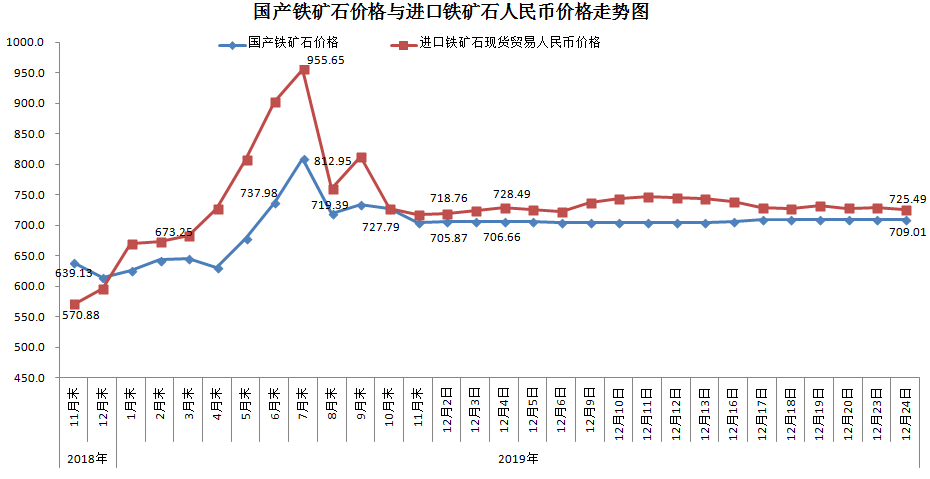 国产铁矿石价格与进口铁矿石人民币价格走势图
国产铁矿石价格
进口铁矿石现货贸易人民币价格
1000.0
950.0
900.0
850.0
800.0
750.0
700.0
650.0
600.0
550.0
500.0
450.0
639.13
570.88
673.25
737.98
955.65
812.95
719.39
727.79
718.76
705.87
728.49
706.66
725.49
709.01
11月末
12月末
1月末
2月末
3月末
4月末
5月末
6月末
7月末
8月末
9月末
10月末
11月末
12月2日
12月3日
12月4日
12月5日
12月6日
12月9日
12月10日
12月11日
12月12日
12月13日
12月16日
12月17日
12月18日
12月19日
12月20日
12月23日
12月24日
2018年
2019年